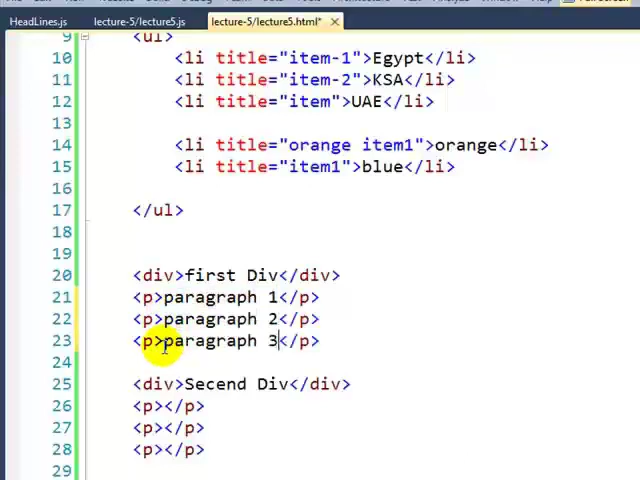 HeadLines.js lecture-5/lecture5.js lecture-5/lecture5.html*
9 <ul>
10 <li title="item-1">Egypt</li>
11 <li title="item-2">KSA</li>
12 <li title="item">UAE</li>
13
14 <li title="orange item1">orange</li>
15 <li title="item1">blue</li>
16
17 </ul>
18
19
20 <div>first Div</div>
21 <p>paragraph 1</p>
22 <p>paragraph 2</p>
23 <p>paragraph 3</p>
24
25 <div>Secend Div</div>
26 <p></p>
27 <p></p>
28 <p></p>
29